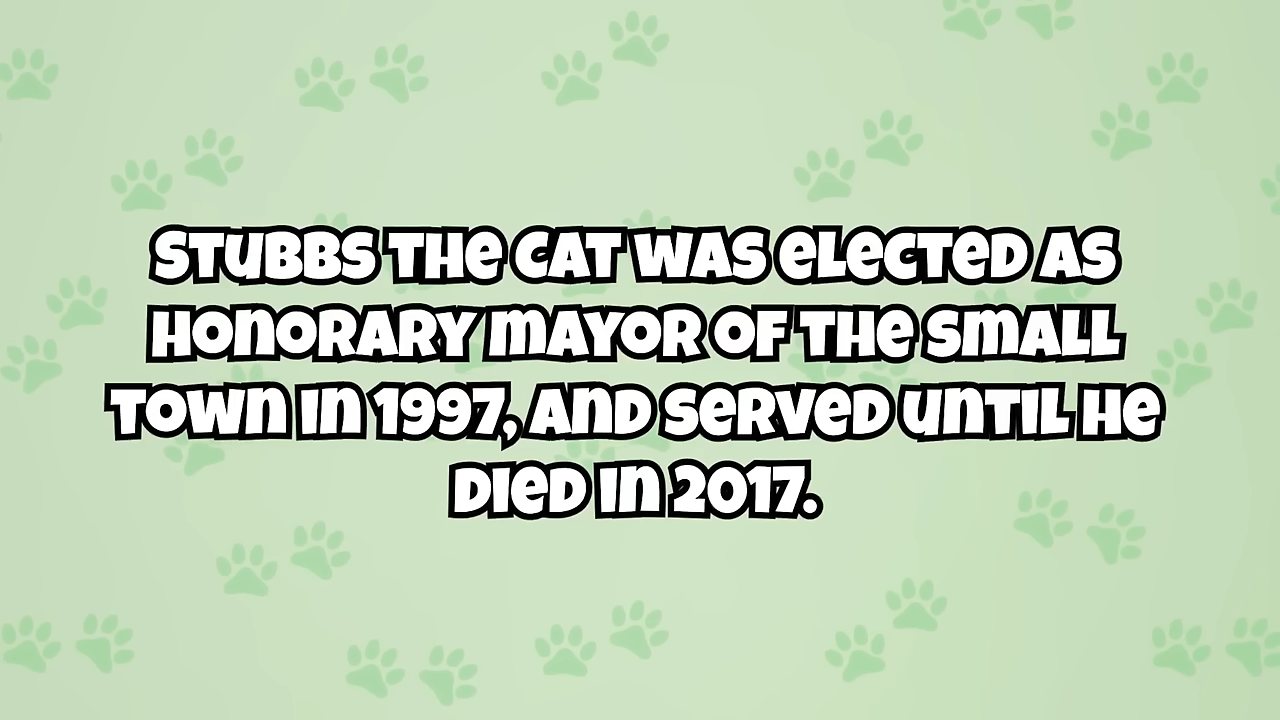 STUBBS THE CAT WAS ELECTED AS
HONORARY MAYOR OF THE SMALL
TOWN IN 1997, AND SERVED UNTIL HE
DIED IN 2017.